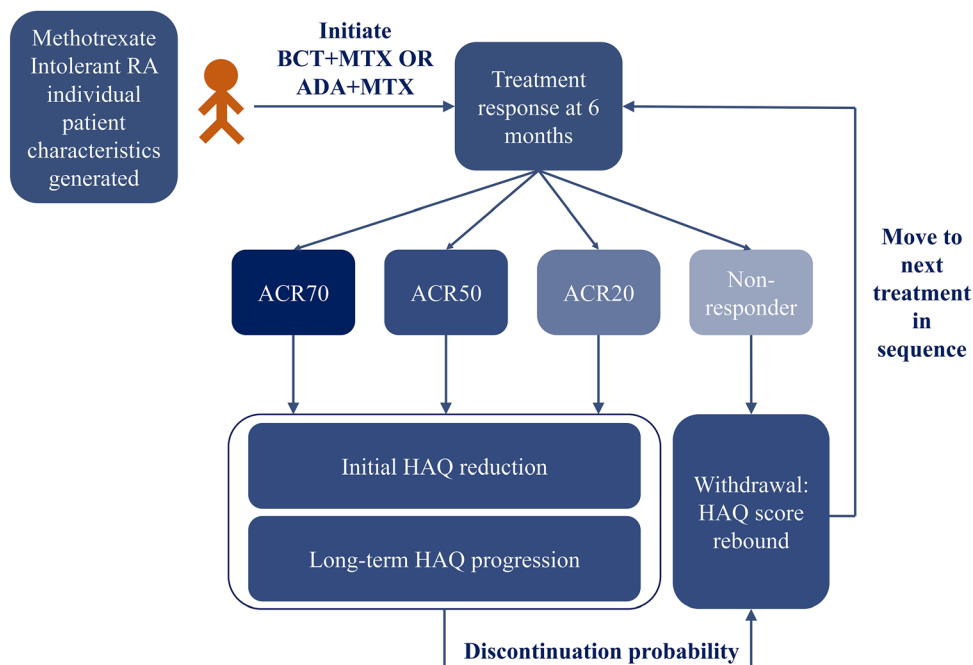 Methotrexate
Intolerant RA
individual
patient
characteristics
generated
Initiate
BCT+MTX OR
ADA+MTX
Treatment
response at 6
months
ACR70
ACR50
ACR20
Non-
responder
Move to
next
treatment
in
sequence
Initial HAQ reduction
Long-term HAQ progression
Withdrawal:
HAQ score
rebound
Discontinuation probability